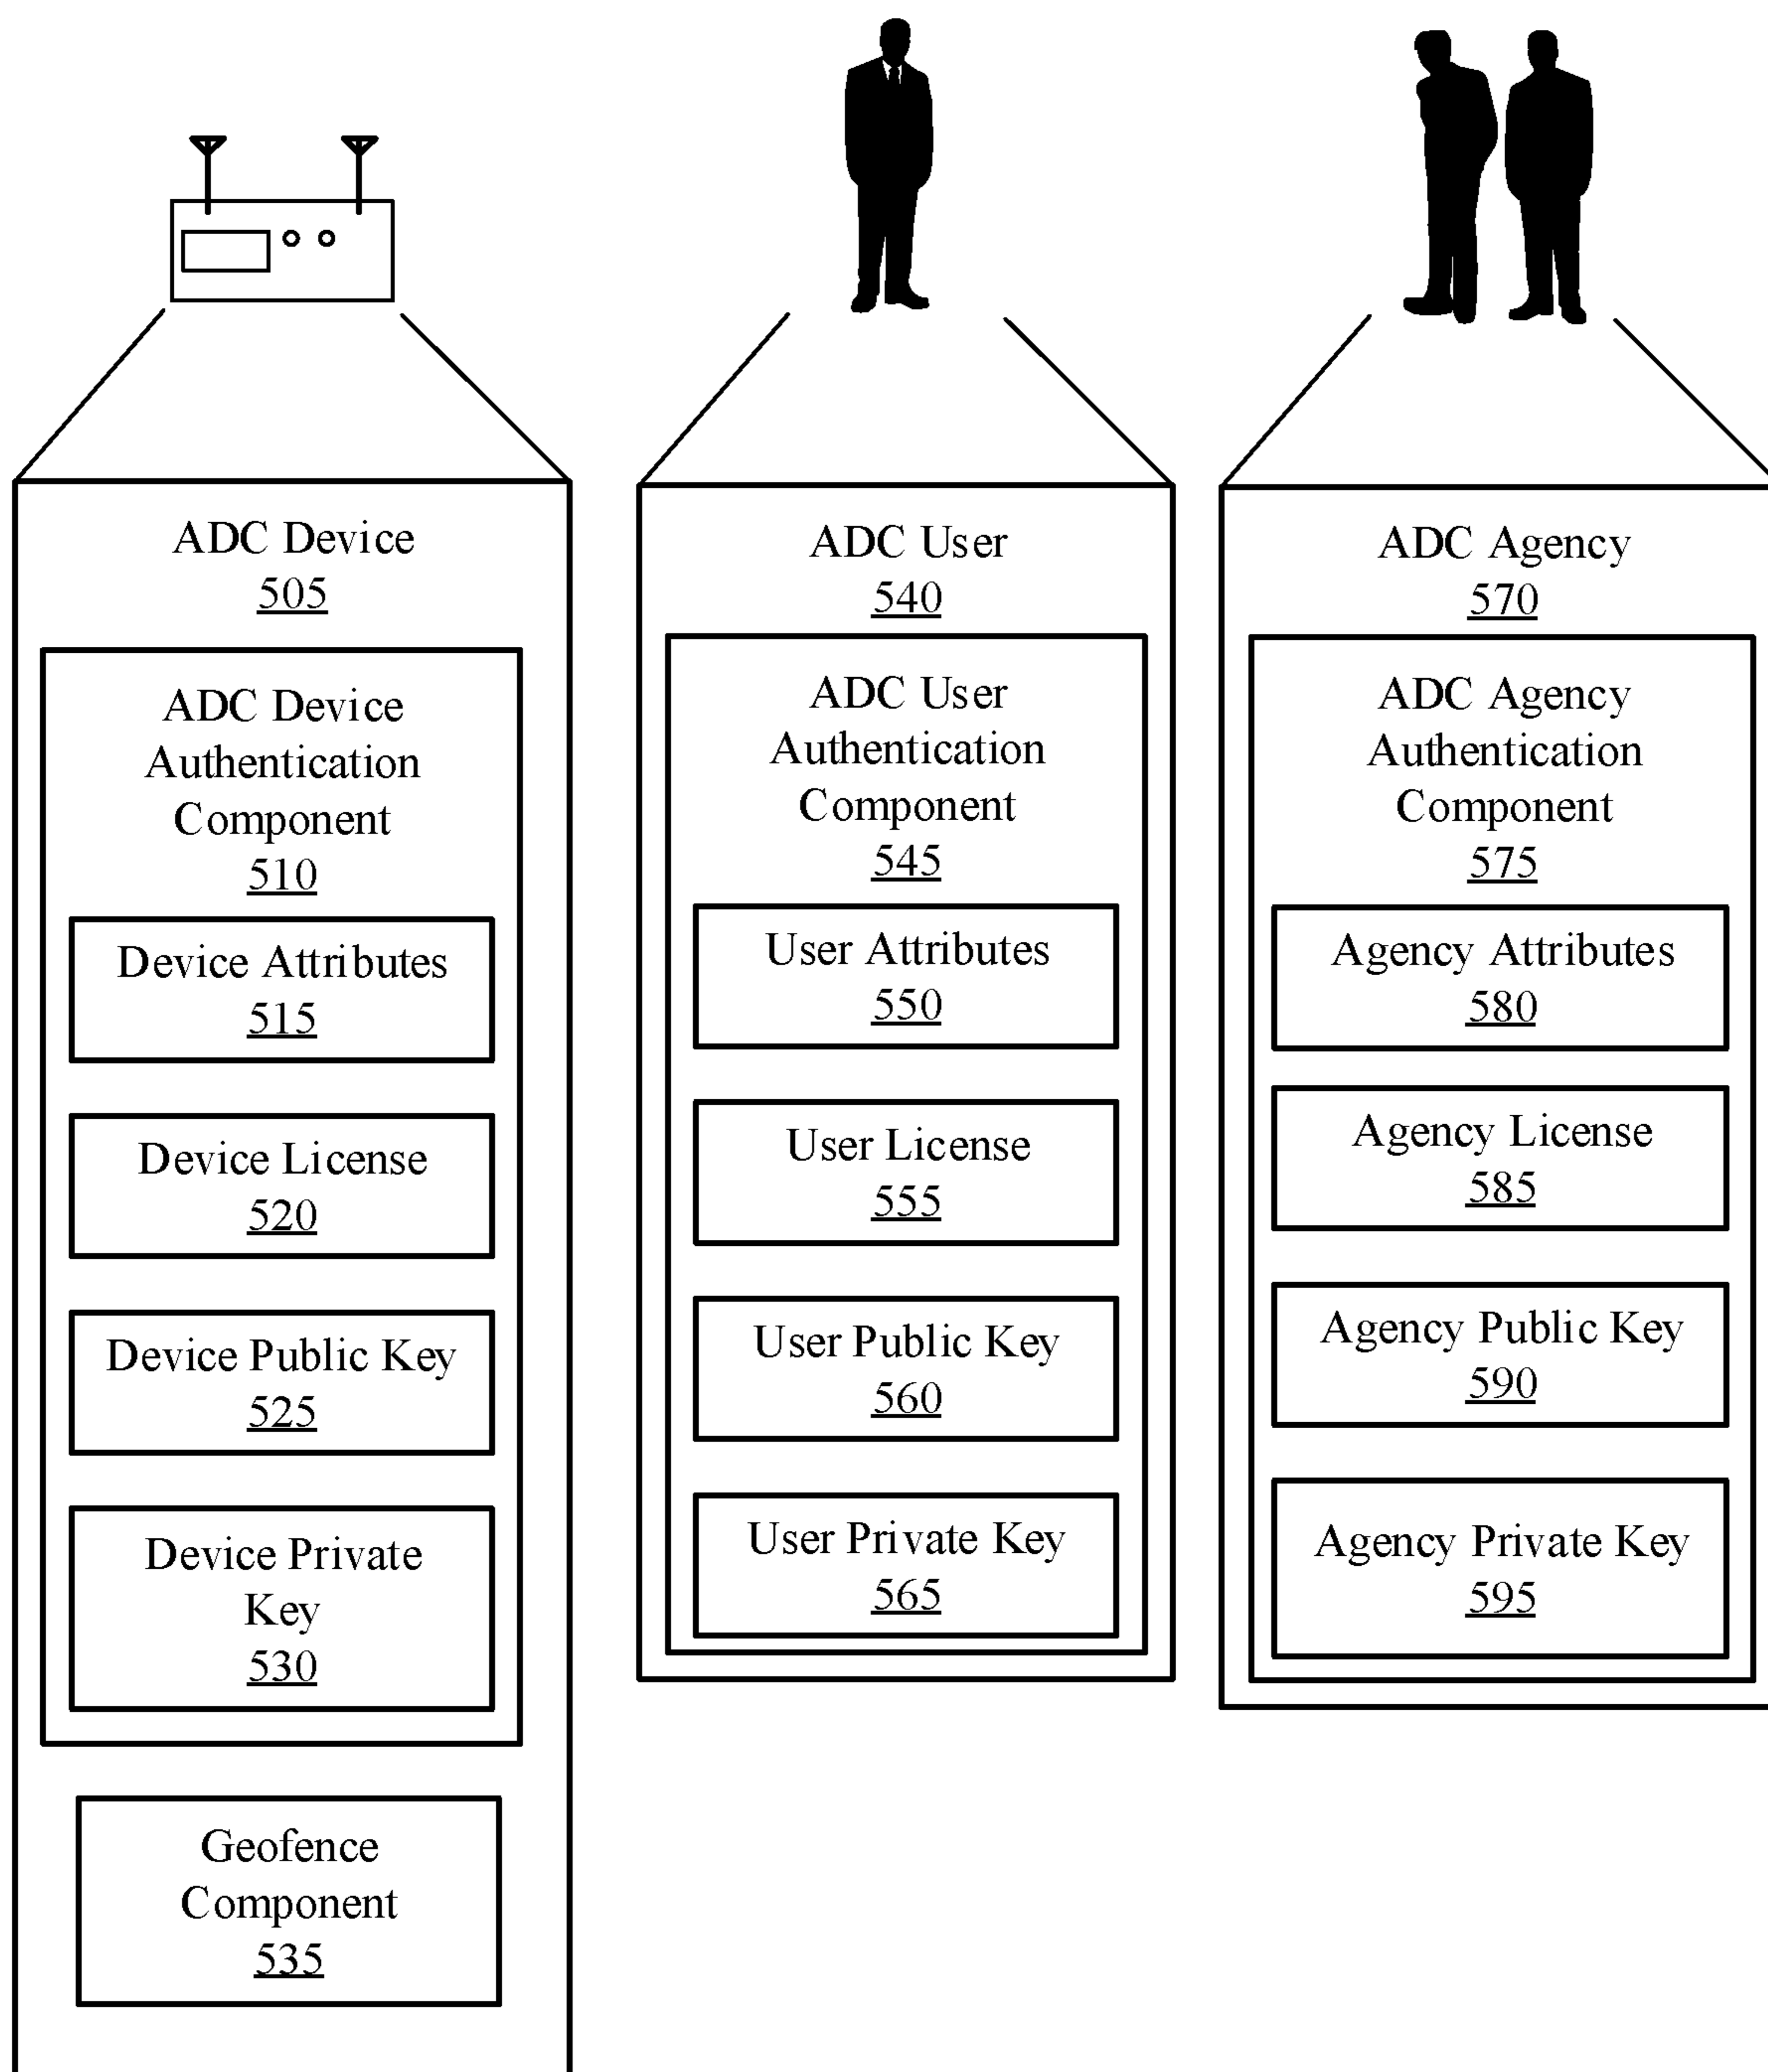 ADC Device
505
ADC Device
Authentication
Component
510
Device Attributes
515
Device License
520
Device Public Key
525
Device Private
Key
530
Geofence
Component
535
ADC User
540
ADC User
Authentication
Component
545
User Attributes
550
User License
555
User Public Key
560
User Private Key
565
ADC Agency
570
ADC Agency
Authentication
Component
575
Agency Attributes
580
Agency License
585
Agency Public Key
590
Agency Private Key
595